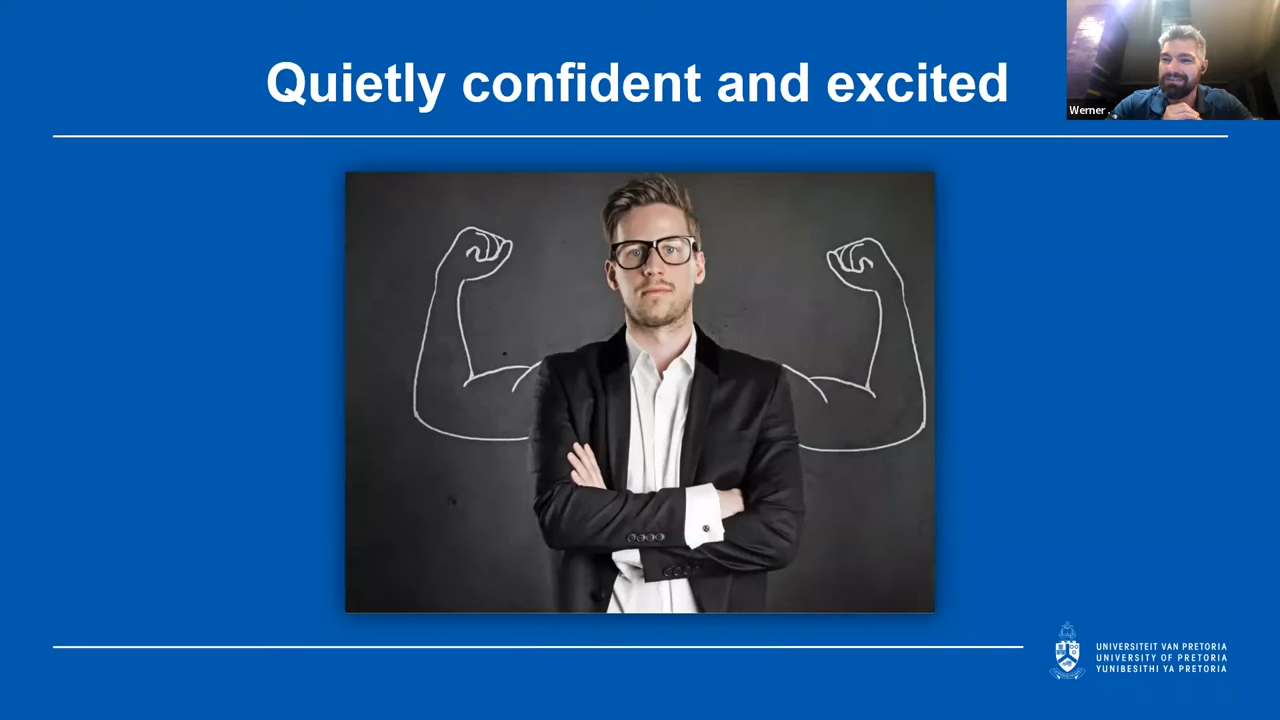 Quietly confident and excited
Werner .
UNIVERSITEIT VAN PRETORIA
UNIVERSITY OF PRETORIA
YUNIBESITHI YA PRETORIA